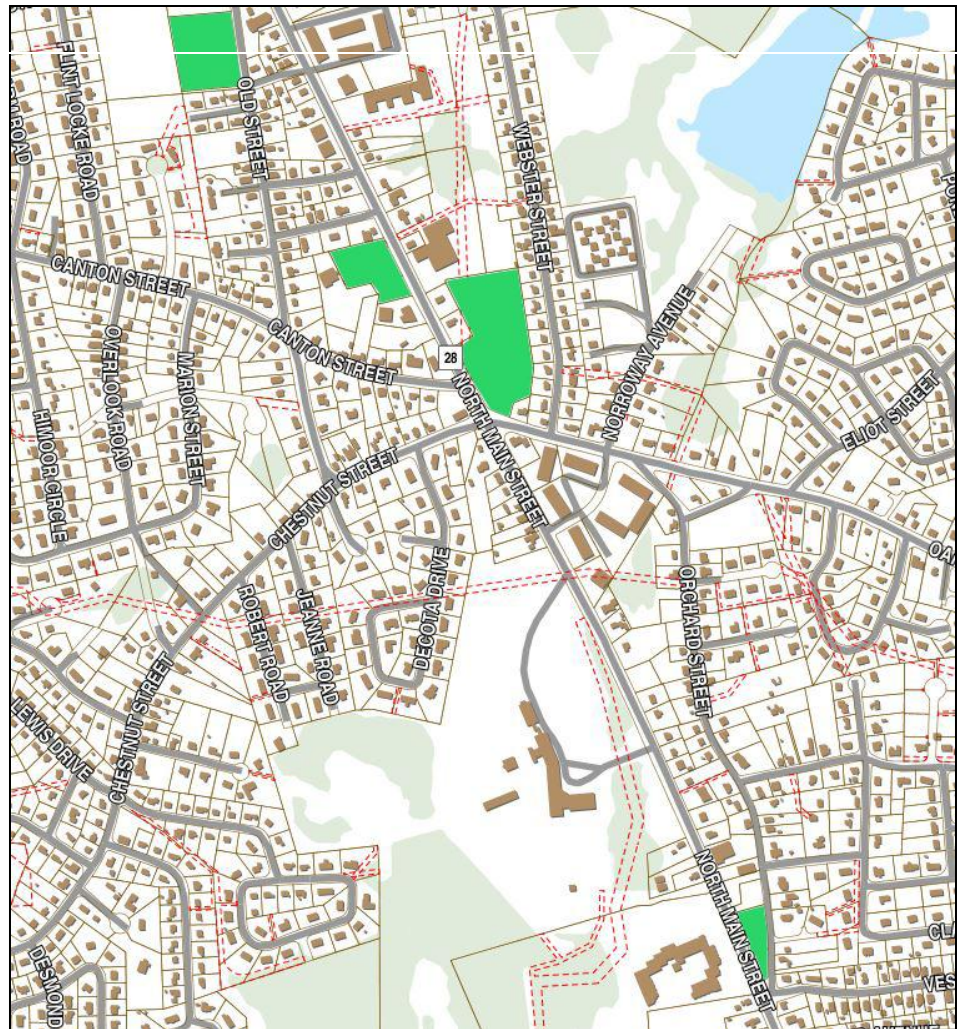 FLINT LOCKE ROAD
OLD STREET
WEBSTER STREET
CANTON STREET
CANTON STREET
NORROWAY AVENUE
OVERLOOK ROAD
MARION STREET
28
NORTH MAIN STREET
ELIOT STREET
HIMOOR CIRCLE
CHESTNUT STREET
DECOTA DRIVE
ROBERT ROAD
JEANNE ROAD
ORCHARD STREET
CHESTNUT STREET
LEWIS DRIVE
NORTH MAIN STREET
DESMOND
CLA
VES